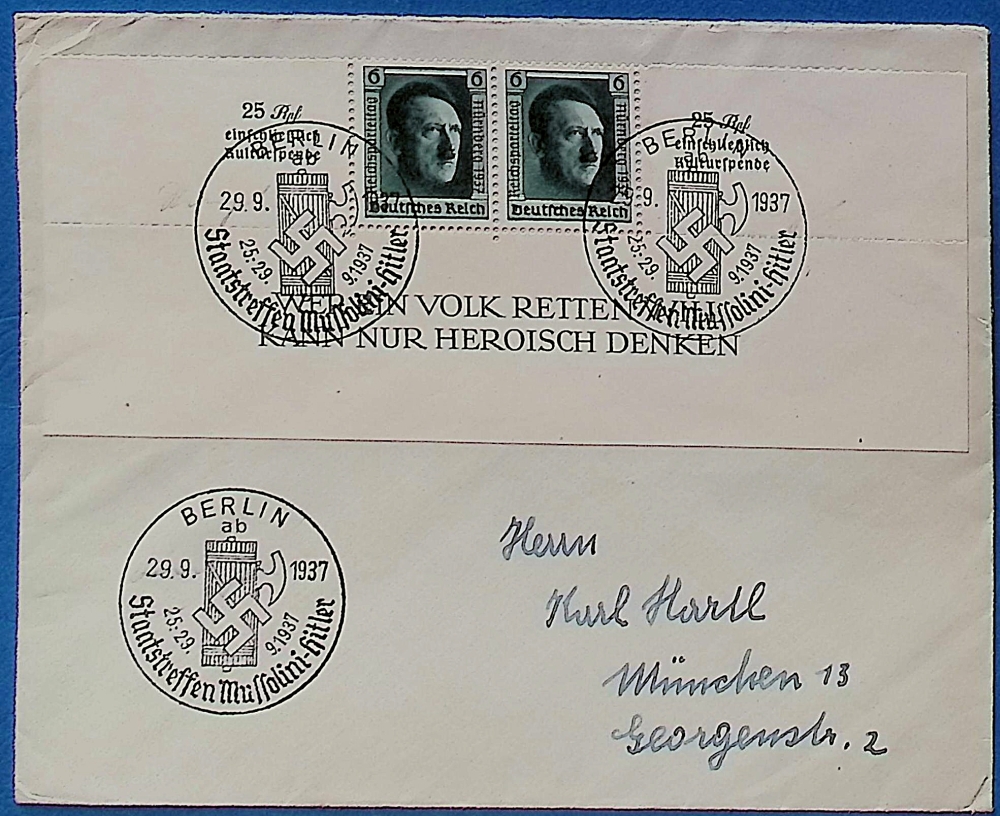 25 Rpf
einschließlich
Kulturspende
6 6
Reichsparteitag
Nürnberg 1937
Deutsches Reich
6 6
Reichsparteitag
Nürnberg 1937
Deutsches Reich
25 Rpf
einschließlich
Kulturspende
BERLIN
ab
29.9. 1937
25.-29. 9.1937
Staatstreffen Mussolini-Hitler
BERLIN
9. 1937
25.-29. 9.1937
Staatstreffen Mussolini-Hitler
WER EIN VOLK RETTEN WILL
KANN NUR HEROISCH DENKEN
BERLIN
ab
29.9. 1937
25.-29. 9.1937
Staatstreffen Mussolini-Hitler
Herrn
Karl Hartl
München 13
Georgenstr. 2